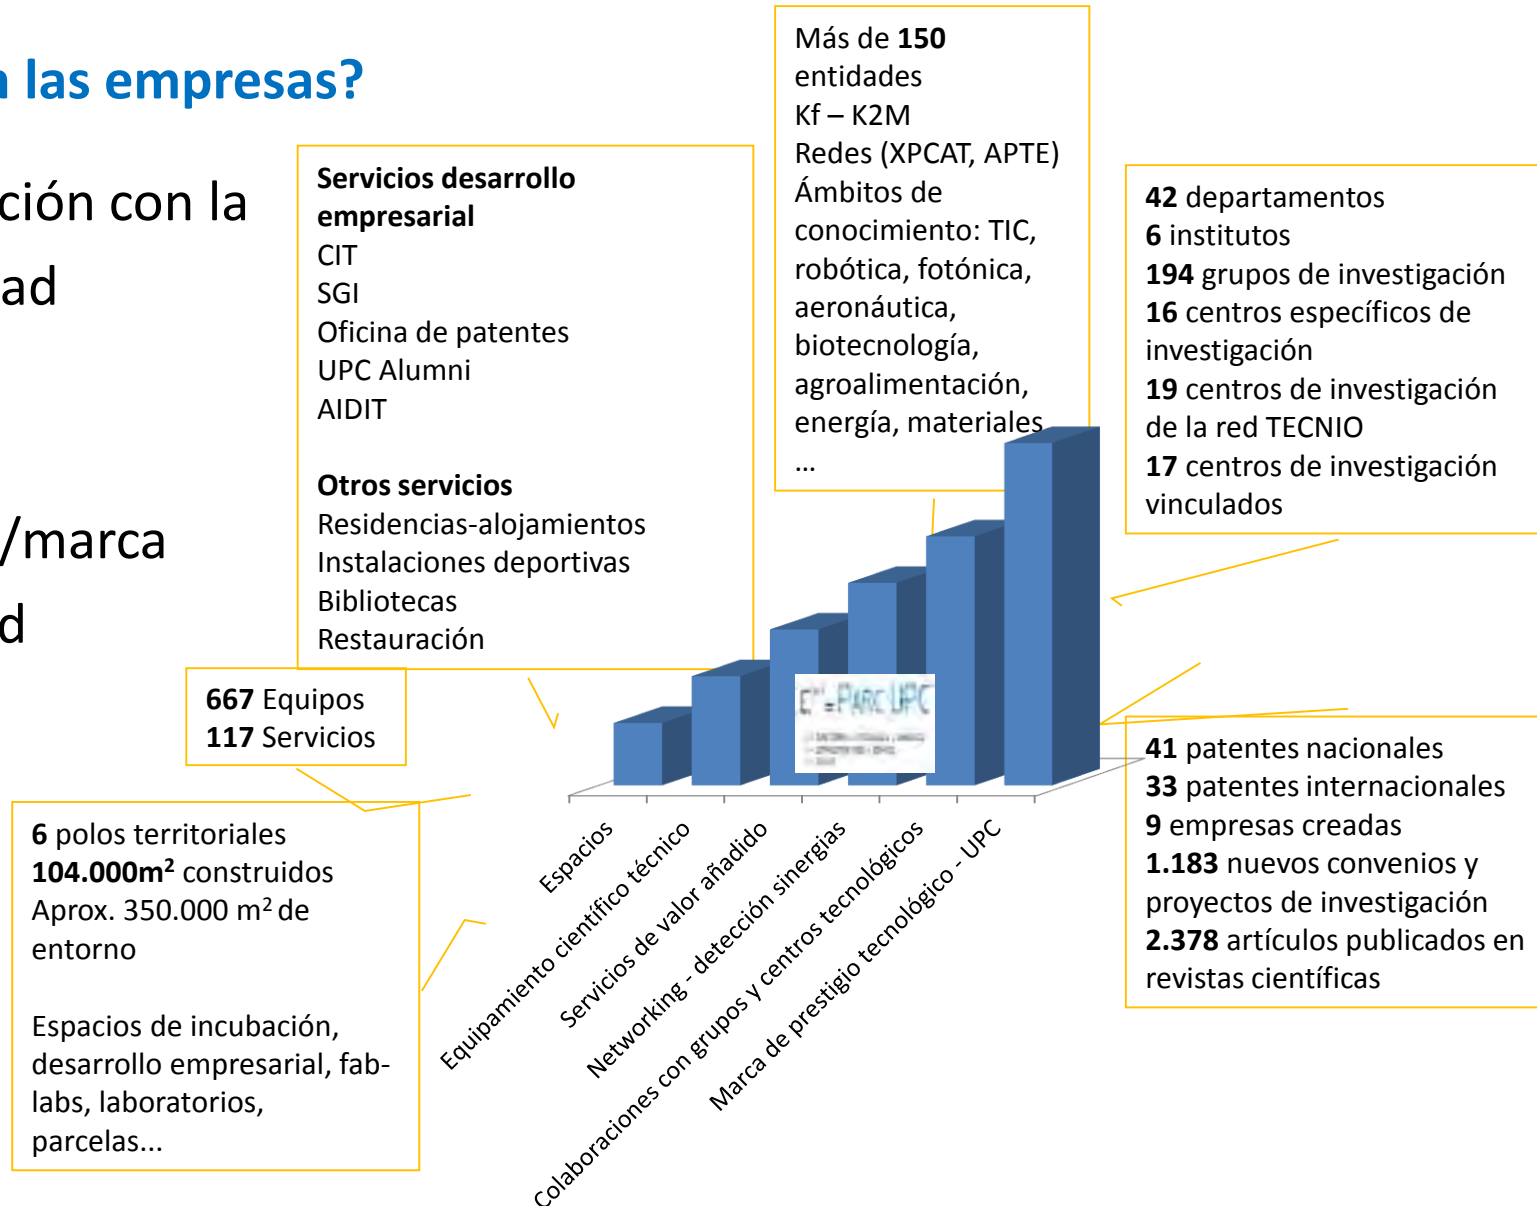 n las empresas?
ción con la
ad
/marca
d
Servicios desarrollo
empresarial
CIT
SGI
Oficina de patentes
UPC Alumni
AIDIT
Otros servicios
Residencias-alojamientos
Instalaciones deportivas
Bibliotecas
Restauración
Más de 150
entidades
Kf – K2M
Redes (XPCAT, APTE)
Ámbitos de
conocimiento: TIC,
robótica, fotónica,
aeronáutica,
biotecnología,
agroalimentación,
energía, materiales
...
42 departamentos
6 institutos
194 grupos de investigación
16 centros específicos de
investigación
19 centros de investigación
de la red TECNIO
17 centros de investigación
vinculados
667 Equipos
117 Servicios
6 polos territoriales
104.000m² construidos
Aprox. 350.000 m² de
entorno
Espacios de incubación,
desarrollo empresarial, fab-
labs, laboratorios,
parcelas...
41 patentes nacionales
33 patentes internacionales
9 empresas creadas
1.183 nuevos convenios y
proyectos de investigación
2.378 artículos publicados en
revistas científicas
PARC UPC
Espacios
Equipamiento científico técnico
Servicios de valor añadido
Networking - detección sinergias
Colaboraciones con grupos y centros tecnológicos
Marca de prestigio tecnológico - UPC